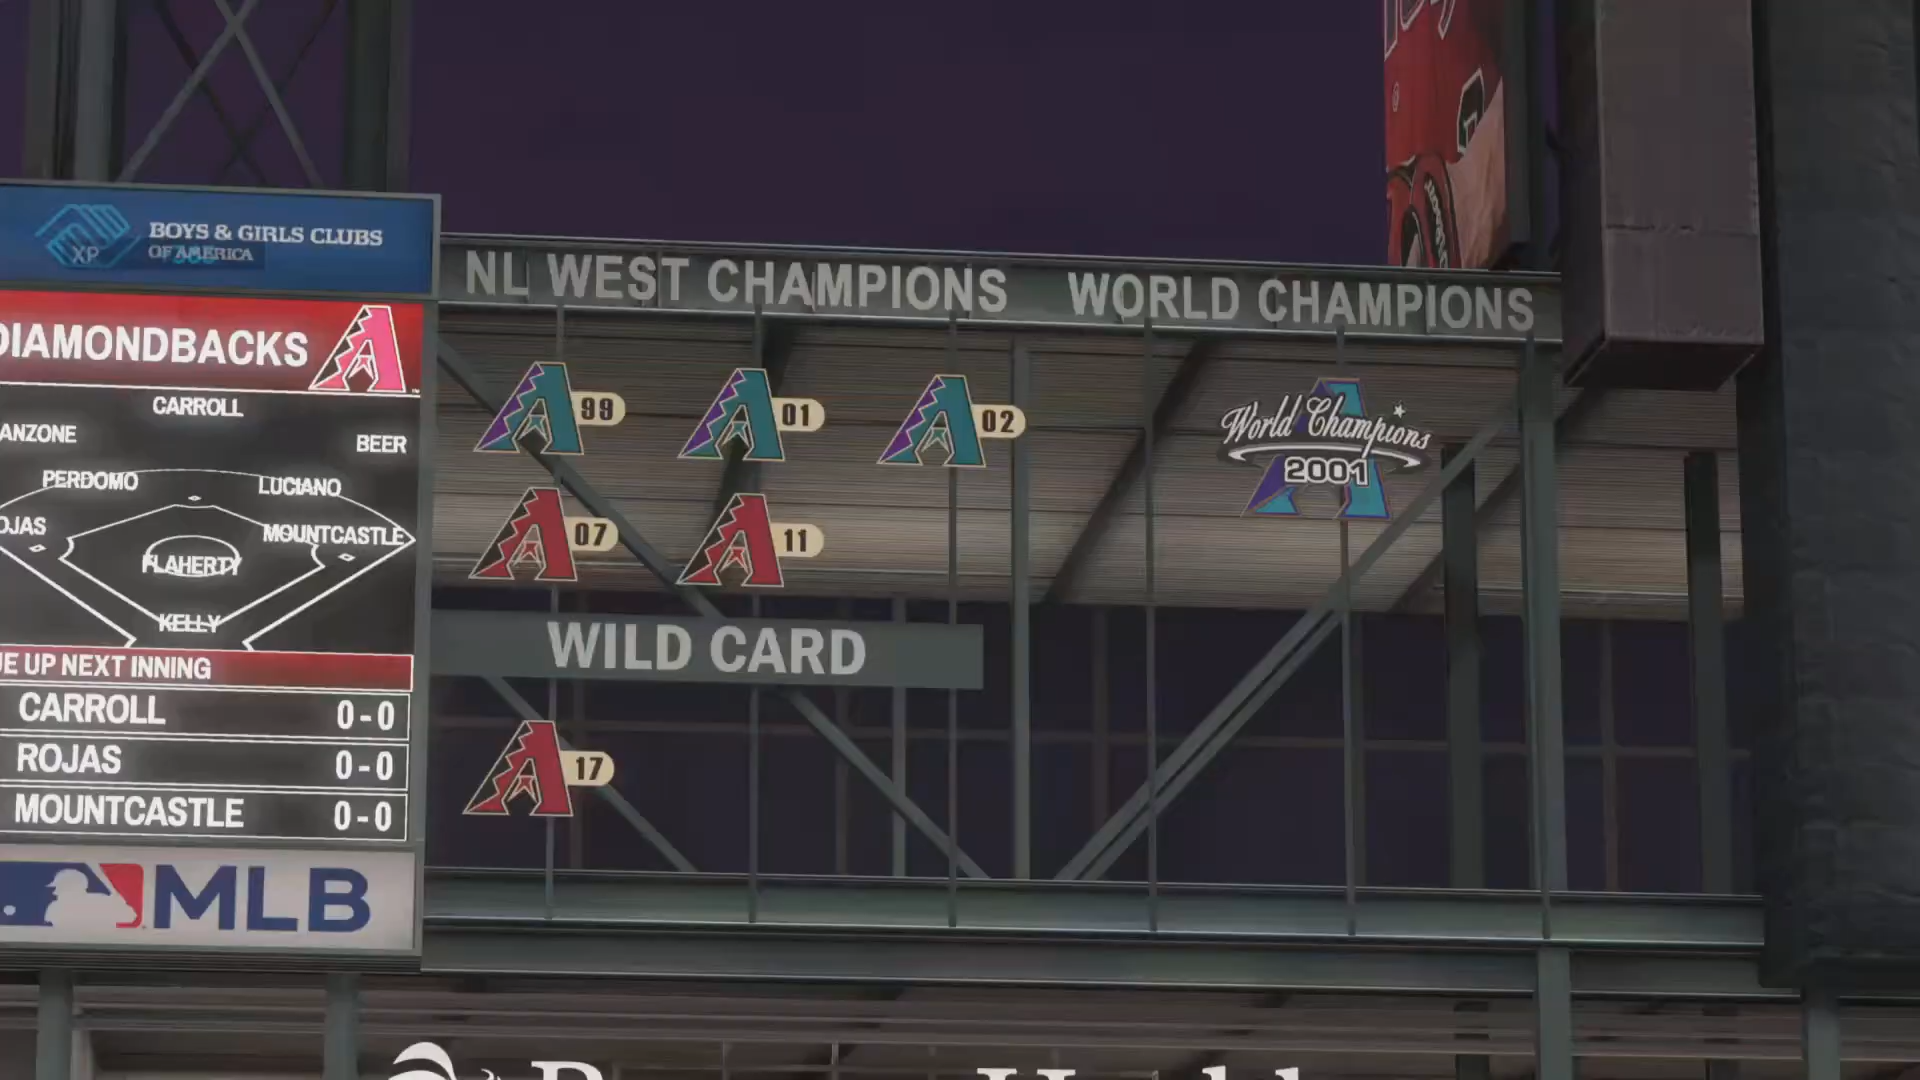 BOYS & GIRLS CLUBS
OF AMERICA
XP
DIAMONDBACKS
CARROLL
BEER
PERDOMO
LUCIANO
MOUNTCASTLE
FLAHERTY
KELLY
UP NEXT INNING
CARROLL 0-0
ROJAS 0-0
MOUNTCASTLE 0-0
MLB
NL WEST CHAMPIONS
99
01
02
07
11
WILD CARD
17
WORLD CHAMPIONS
World Champions
2001